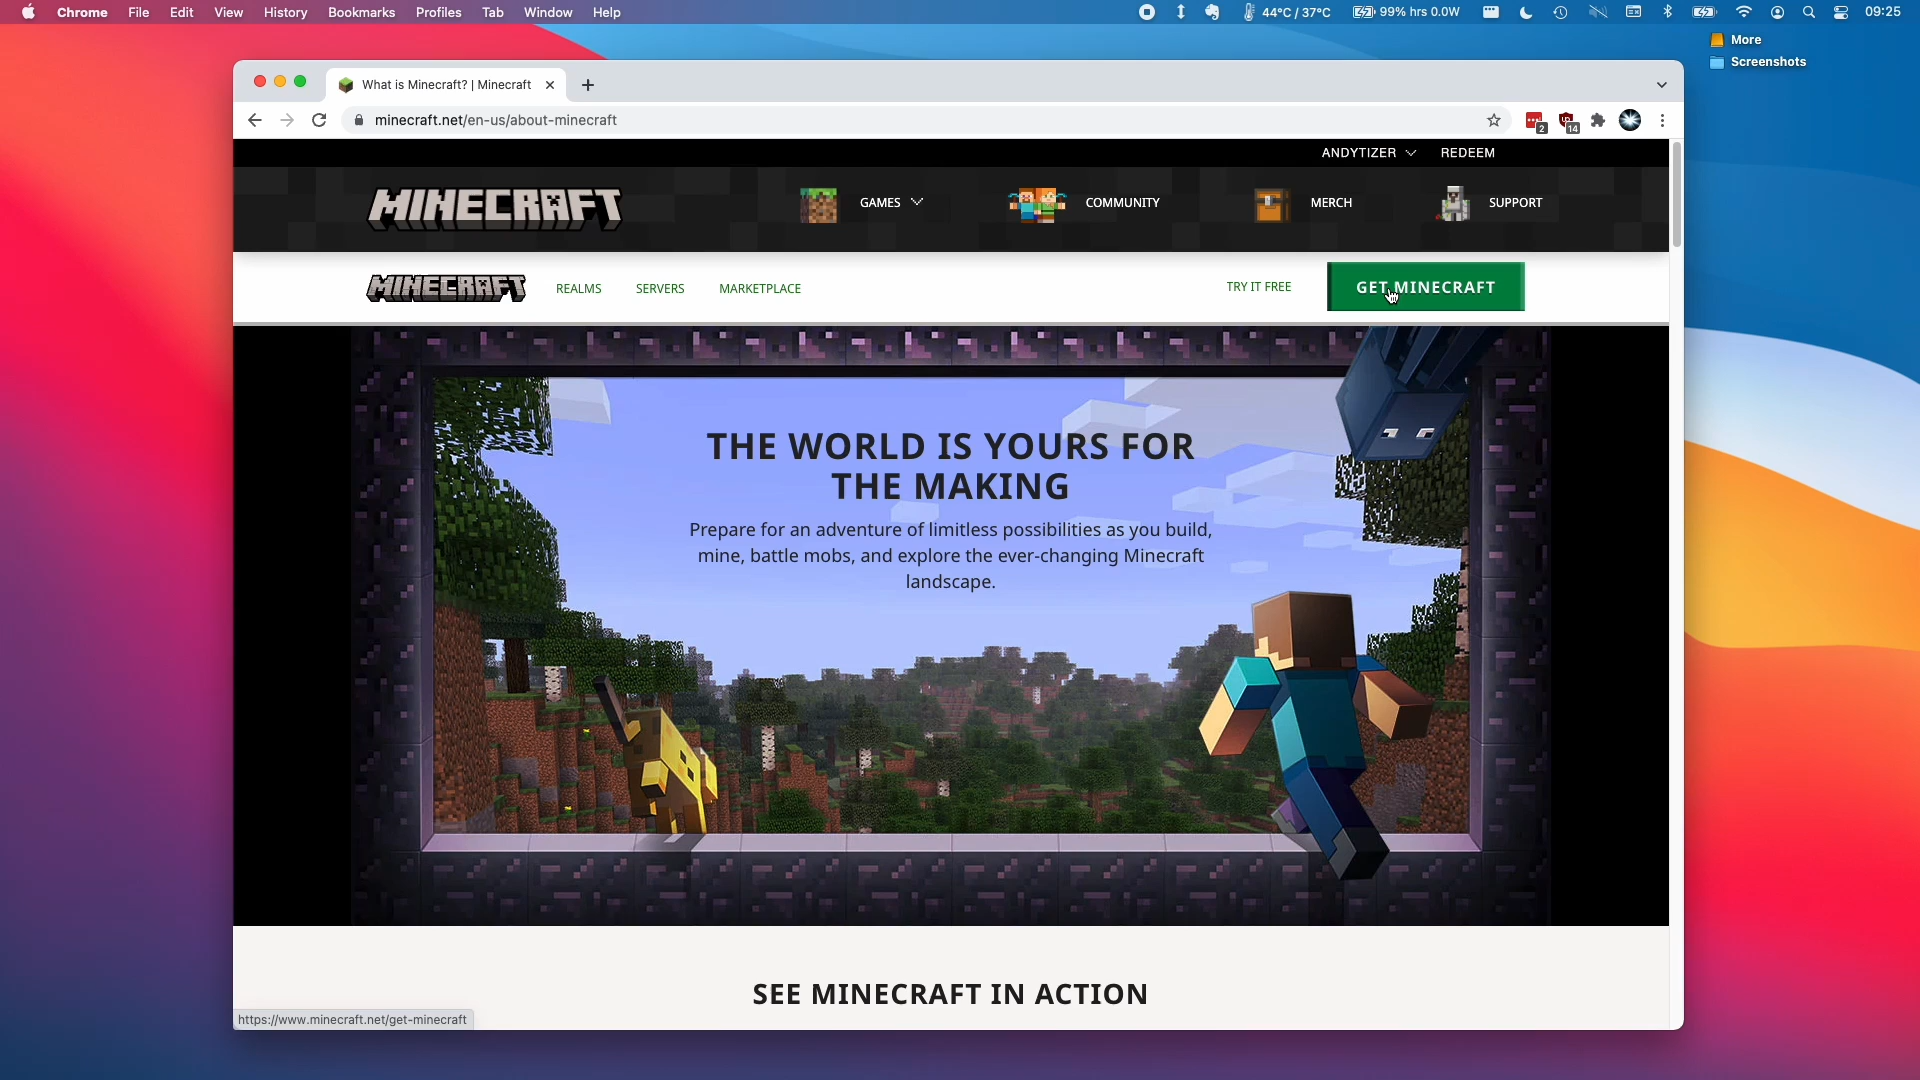 Chrome File Edit View History Bookmarks Profiles Tab Window Help 44°C / 37°C 99% hrs 0.0W 09:25
More
Screenshots
What is Minecraft? | Minecraft
minecraft.net/en-us/about-minecraft
2
14
ANDYTIZER REDEEM
MINECRAFT GAMES COMMUNITY MERCH SUPPORT
MINECRAFT REALMS SERVERS MARKETPLACE TRY IT FREE GET MINECRAFT
THE WORLD IS YOURS FOR
THE MAKING
Prepare for an adventure of limitless possibilities as you build,
mine, battle mobs, and explore the ever-changing Minecraft
landscape.
SEE MINECRAFT IN ACTION
https://www.minecraft.net/get-minecraft